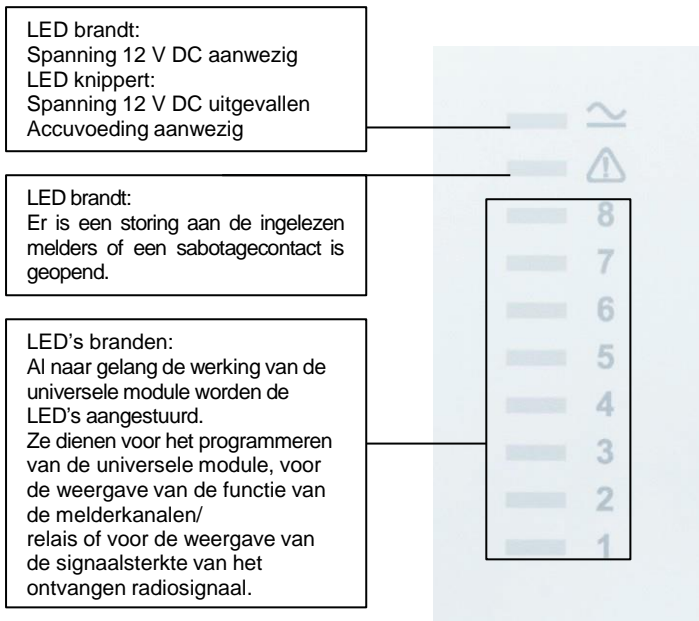 LED brandt:
Spanning 12 V DC aanwezig
LED knippert:
Spanning 12 V DC uitgevallen
Accuvoeding aanwezig
LED brandt:
Er is een storing aan de ingelezen
melders of een sabotagecontact is
geopend.
LED's branden:
Al naar gelang de werking van de
universele module worden de
LED's aangestuurd.
Ze dienen voor het programmeren
van de universele module, voor
de weergave van de functie van
de melderkanalen/
relais of voor de weergave van
de signaalsterkte van het
ontvangen radiosignaal.
8
7
6
5
4
3
2
1